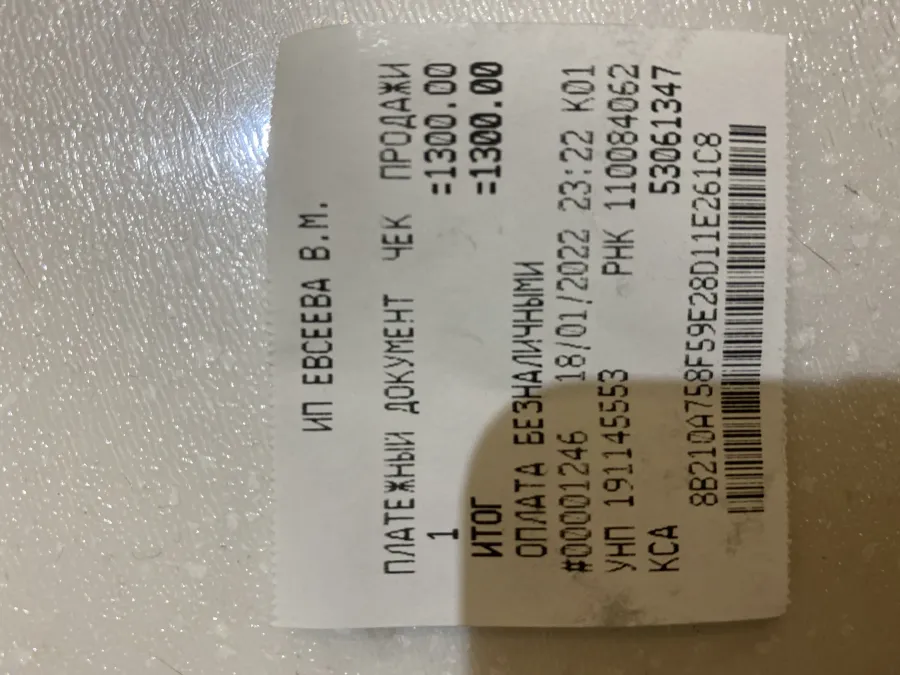 ИП ЕВСЕЕВА В.М.
ПЛАТЕЖНЫЙ ДОКУМЕНТ ЧЕК ПРОДАЖИ
1 =1300.00
ИТОГ =1300.00
ОПЛАТА БЕЗНАЛИЧНЫМИ
#00001246 18/01/2022 23:22 К01
УНП 191145553 РНК 110084062
КСА 53061347
8B210A758F59E28D11E261C8